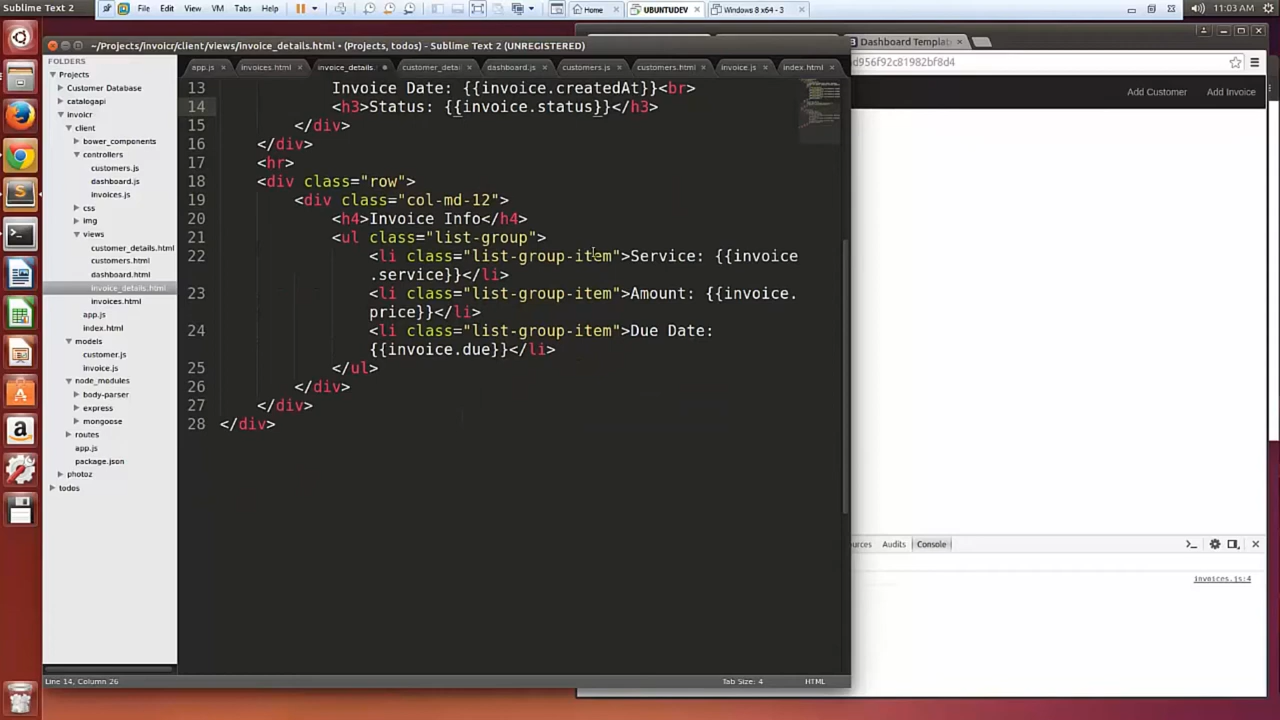 Sublime Text 2
File Edit View VM Tabs Help
Home
UBUNTUDEV
Windows 8 x64 - 3
11:03 AM
~/Projects/invoicr/client/views/invoice_details.html • (Projects, todos) - Sublime Text 2 (UNREGISTERED)
Dashboard Templat
d956f92c81982bf84
Add Customer Add Invoice
FOLDERS
Projects
Customer Database
catalogapi
invoicr
client
bower_components
controllers
customers.js
dashboard.js
invoices.js
css
img
views
customer_details.html
customers.html
dashboard.html
invoice_details.html
invoices.html
app.js
index.html
models
customer.js
invoice.js
node_modules
body-parser
express
mongoose
routes
app.js
package.json
photoz
todos
app.js invoices.html invoice_details. customer_detai dashboard.js customers.js customers.html invoice.js index.html
13 Invoice Date: {{invoice.createdAt}}<br>
14 <h3>Status: {{invoice.status}}</h3>
15 </div>
16 </div>
17 <hr>
18 <div class="row">
19 <div class="col-md-12">
20 <h4>Invoice Info</h4>
21 <ul class="list-group">
22 <li class="list-group-item">Service: {{invoice
.service}}</li>
23 <li class="list-group-item">Amount: {{invoice.
price}}</li>
24 <li class="list-group-item">Due Date:
{{invoice.due}}</li>
25 </ul>
26 </div>
27 </div>
28 </div>
ources Audits Console
invoices.js:4
Line 14, Column 26
Tab Size: 4
HTML